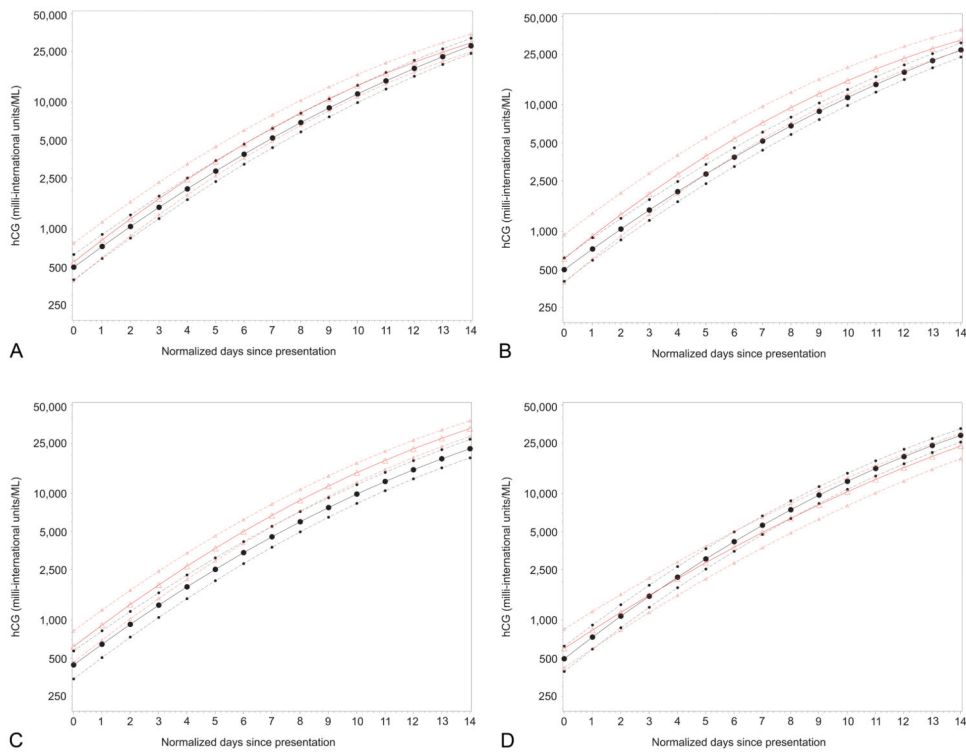 50,000
25,000
10,000
5,000
2,500
1,000
500
250
hCG (milli-international units/ML)
0 1 2 3 4 5 6 7 8 9 10 11 12 13 14
A
Normalized days since presentation
50,000
25,000
10,000
5,000
2,500
1,000
500
250
hCG (milli-international units/ML)
0 1 2 3 4 5 6 7 8 9 10 11 12 13 14
B
Normalized days since presentation
50,000
25,000
10,000
5,000
2,500
1,000
500
250
hCG (milli-international units/ML)
0 1 2 3 4 5 6 7 8 9 10 11 12 13 14
C
Normalized days since presentation
50,000
25,000
10,000
5,000
2,500
1,000
500
250
hCG (milli-international units/ML)
0 1 2 3 4 5 6 7 8 9 10 11 12 13 14
D
Normalized days since presentation